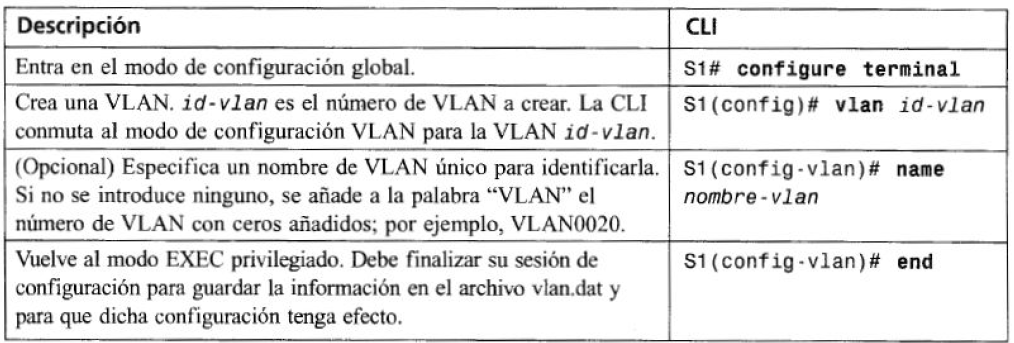 Descripción
CLI
Entra en el modo de configuración global.
S1# configure terminal
Crea una VLAN. id-vlan es el número de VLAN a crear. La CLI
conmuta al modo de configuración VLAN para la VLAN id-vlan.
S1(config)# vlan id-vlan
(Opcional) Especifica un nombre de VLAN único para identificarla.
Si no se introduce ninguno, se añade a la palabra “VLAN” el
número de VLAN con ceros añadidos; por ejemplo, VLAN0020.
S1(config-vlan)# name
nombre-vlan
Vuelve al modo EXEC privilegiado. Debe finalizar su sesión de
configuración para guardar la información en el archivo vlan.dat y
para que dicha configuración tenga efecto.
S1(config-vlan)# end